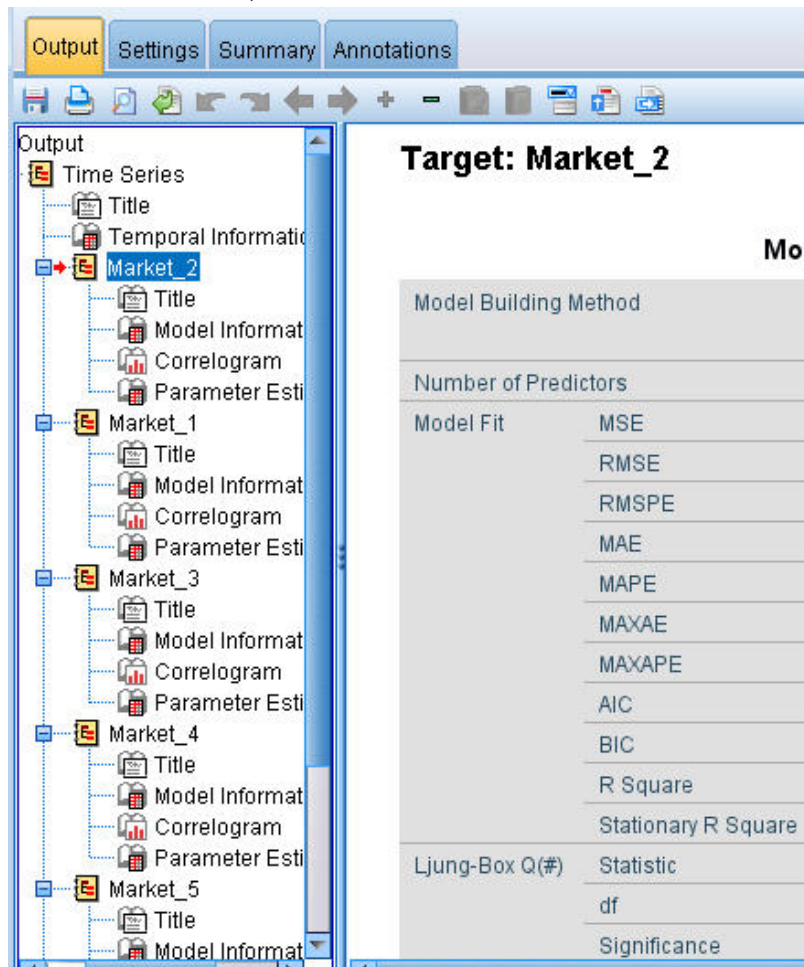 Output Settings Summary Annotations
Output
Time Series
Title
Temporal Informatic
Market_2
Title
Model Informat
Correlogram
Parameter Esti
Market_1
Title
Model Informat
Correlogram
Parameter Esti
Market_3
Title
Model Informat
Correlogram
Parameter Esti
Market_4
Title
Model Informat
Correlogram
Parameter Esti
Market_5
Title
Model Informat
Target: Market_2
Mo
Model Building Method
Number of Predictors
Model Fit MSE
RMSE
RMSPE
MAE
MAPE
MAXAE
MAXAPE
AIC
BIC
R Square
Stationary R Square
Ljung-Box Q(#) Statistic
df
Significance